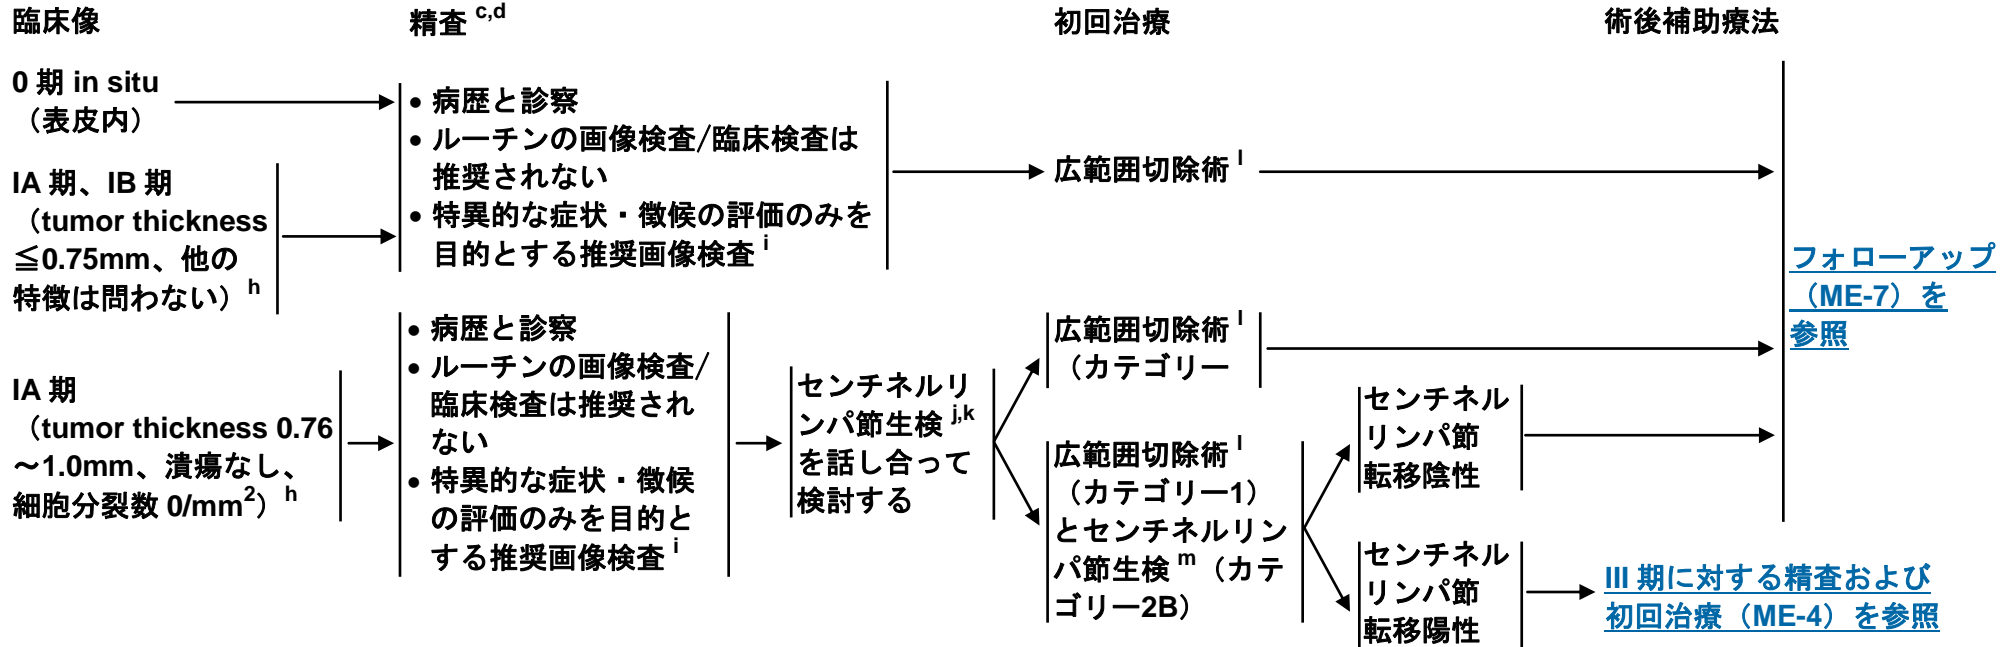 臨床像
精査 c,d
初回治療
術後補助療法
0 期 in situ
（表皮内）
IA 期、IB 期
（tumor thickness
≦0.75mm、他の
特徴は問わない）h
• 病歴と診察
• ルーチンの画像検査/臨床検査は
推奨されない
• 特異的な症状・徴候の評価のみを
目的とする推奨画像検査 i
広範囲切除術 l
フォローアップ
（ME-7）を
参照
IA 期
（tumor thickness 0.76
～1.0mm、潰瘍なし、
細胞分裂数 0/mm2）h
• 病歴と診察
• ルーチンの画像検査/
臨床検査は推奨され
ない
• 特異的な症状・徴候
の評価のみを目的と
する推奨画像検査 i
センチネルリ
ンパ節生検 j,k
を話し合って
検討する
広範囲切除術 l
（カテゴリー
広範囲切除術 l
（カテゴリー1）
とセンチネルリン
パ節生検 m（カテ
ゴリー2B）
センチネル
リンパ節
転移陰性
センチネル
リンパ節
転移陽性
III 期に対する精査および
初回治療（ME-4）を参照